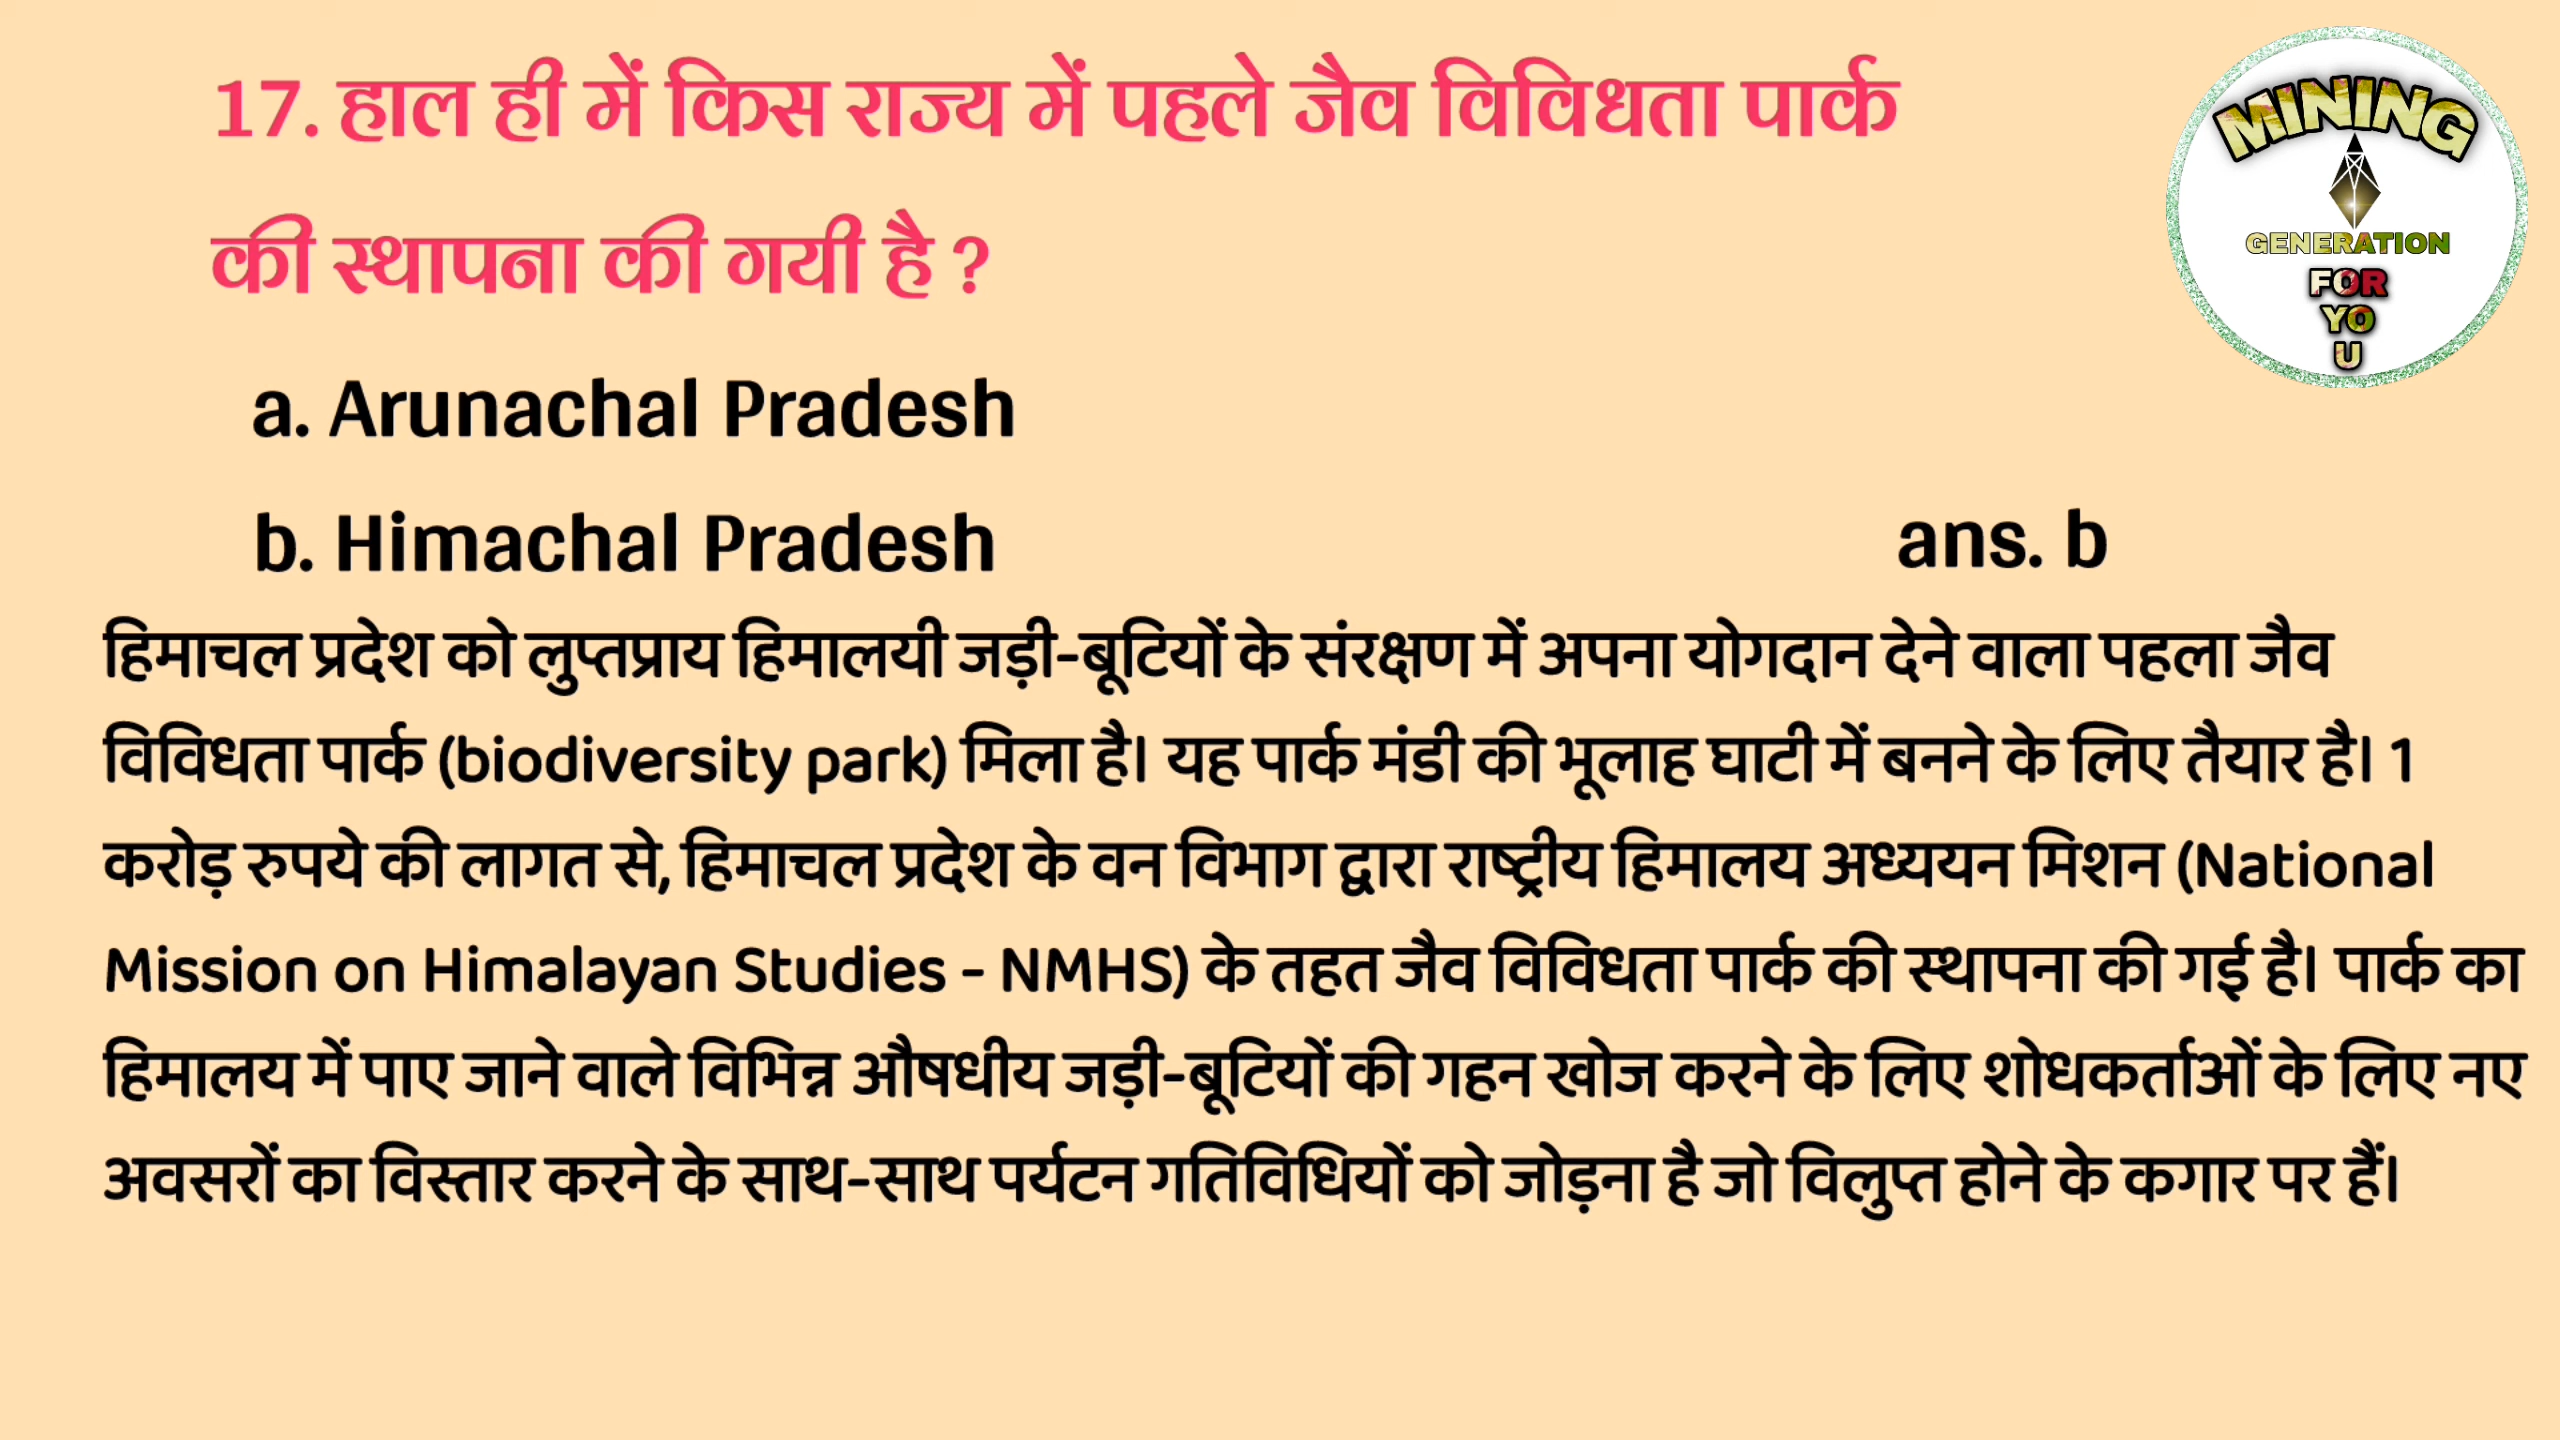 17. हाल ही में किस राज्य में पहले जैव विविधता पार्क
की स्थापना की गयी है ?
a. Arunachal Pradesh
b. Himachal Pradesh
ans. b
हिमाचल प्रदेश को लुप्तप्राय हिमालयी जड़ी-बूटियों के संरक्षण में अपना योगदान देने वाला पहला जैव
विविधता पार्क (biodiversity park) मिला है। यह पार्क मंडी की भूलाह घाटी में बनने के लिए तैयार है। 1
करोड़ रुपये की लागत से, हिमाचल प्रदेश के वन विभाग द्वारा राष्ट्रीय हिमालय अध्ययन मिशन (National
Mission on Himalayan Studies - NMHS) के तहत जैव विविधता पार्क की स्थापना की गई है। पार्क का
हिमालय में पाए जाने वाले विभिन्न औषधीय जड़ी-बूटियों की गहन खोज करने के लिए शोधकर्ताओं के लिए नए
अवसरों का विस्तार करने के साथ-साथ पर्यटन गतिविधियों को जोड़ना है जो विलुप्त होने के कगार पर हैं।
MINING
GENERATION
FOR
YO
U